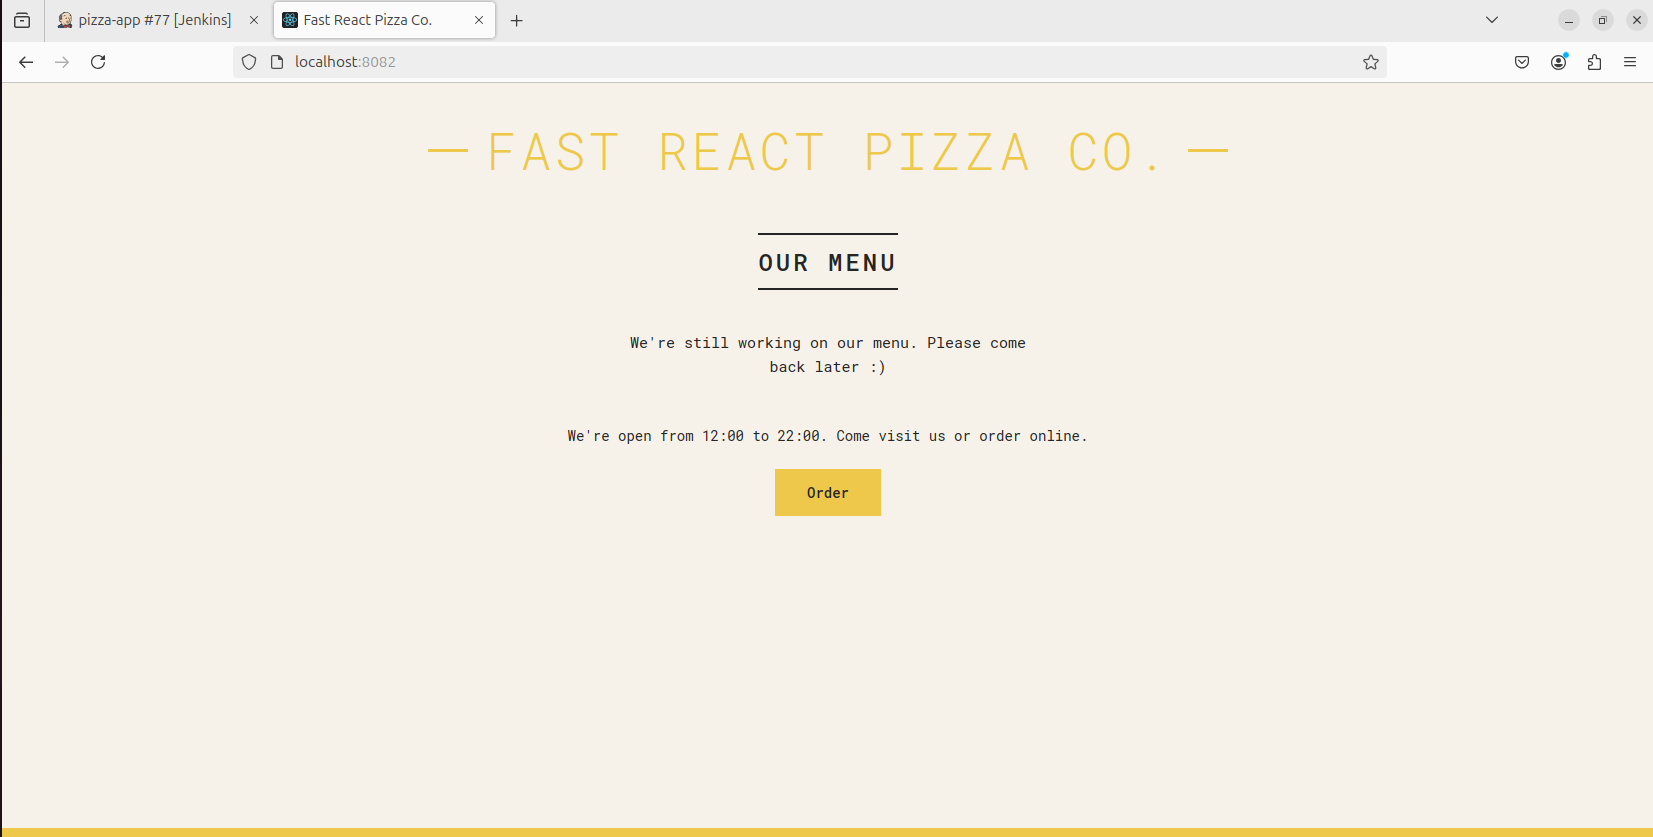 pizza-app #77 [Jenkins]
Fast React Pizza Co.
localhost:8082
FAST REACT PIZZA CO.
OUR MENU
We're still working on our menu. Please come
back later :)
We're open from 12:00 to 22:00. Come visit us or order online.
Order